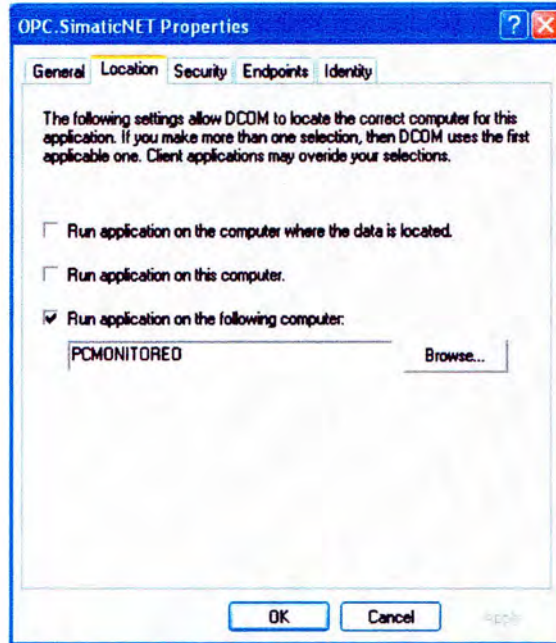 OPC.SimaticNET Properties
General Location Security Endpoints Identity
The following settings allow DCOM to locate the correct computer for this
application. If you make more than one selection, then DCOM uses the first
applicable one. Client applications may overide your selections.
Run application on the computer where the data is located.
Run application on this computer.
Run application on the following computer:
PCMONITOREO
Browse...
OK Cancel Apply